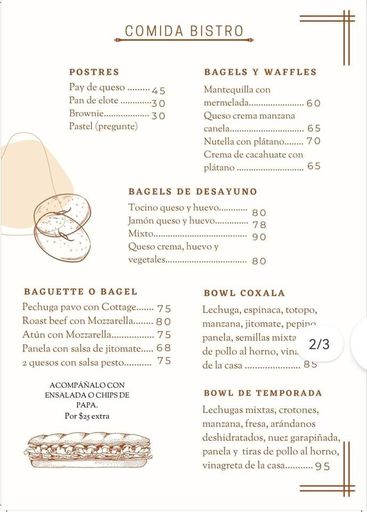 COMIDA BISTRO
POSTRES
Pay de queso ......... 45
Pan de elote ............30
Brownie................30
Pastel (pregunte)
BAGELS Y WAFFLES
Mantequilla con
mermelada...................... 60
Queso crema manzana
canela............................ 65
Nutella con plátano....... 70
Crema de cacahuate con
plátano ......................... 65
BAGELS DE DESAYUNO
Tocino queso y huevo............ 80
Jamón queso y huevo............ 78
Mixto................................. 90
Queso crema, huevo y
vegetales............................. 80
BAGUETTE O BAGEL
Pechuga pavo con Cottage....... 75
Roast beef con Mozzarella....... 80
Atún con Mozzarella.............. 75
Panela con salsa de jitomate..... 68
2 quesos con salsa pesto........... 75
ACOMPÁÑALO CON
ENSALADA O CHIPS DE
PAPA.
Por $25 extra
BOWL COXALA
Lechuga, espinaca, totopo,
manzana, jitomate, pepino
panela, semillas mixta
de pollo al horno,
de la casa ................... 85
2/3
BOWL DE TEMPORADA
Lechugas mixtas, crotones,
manzana, fresa, arándanos
deshidratados, nuez garapiñada,
panela y tiras de pollo al horno,
vinagreta de la casa........... 95